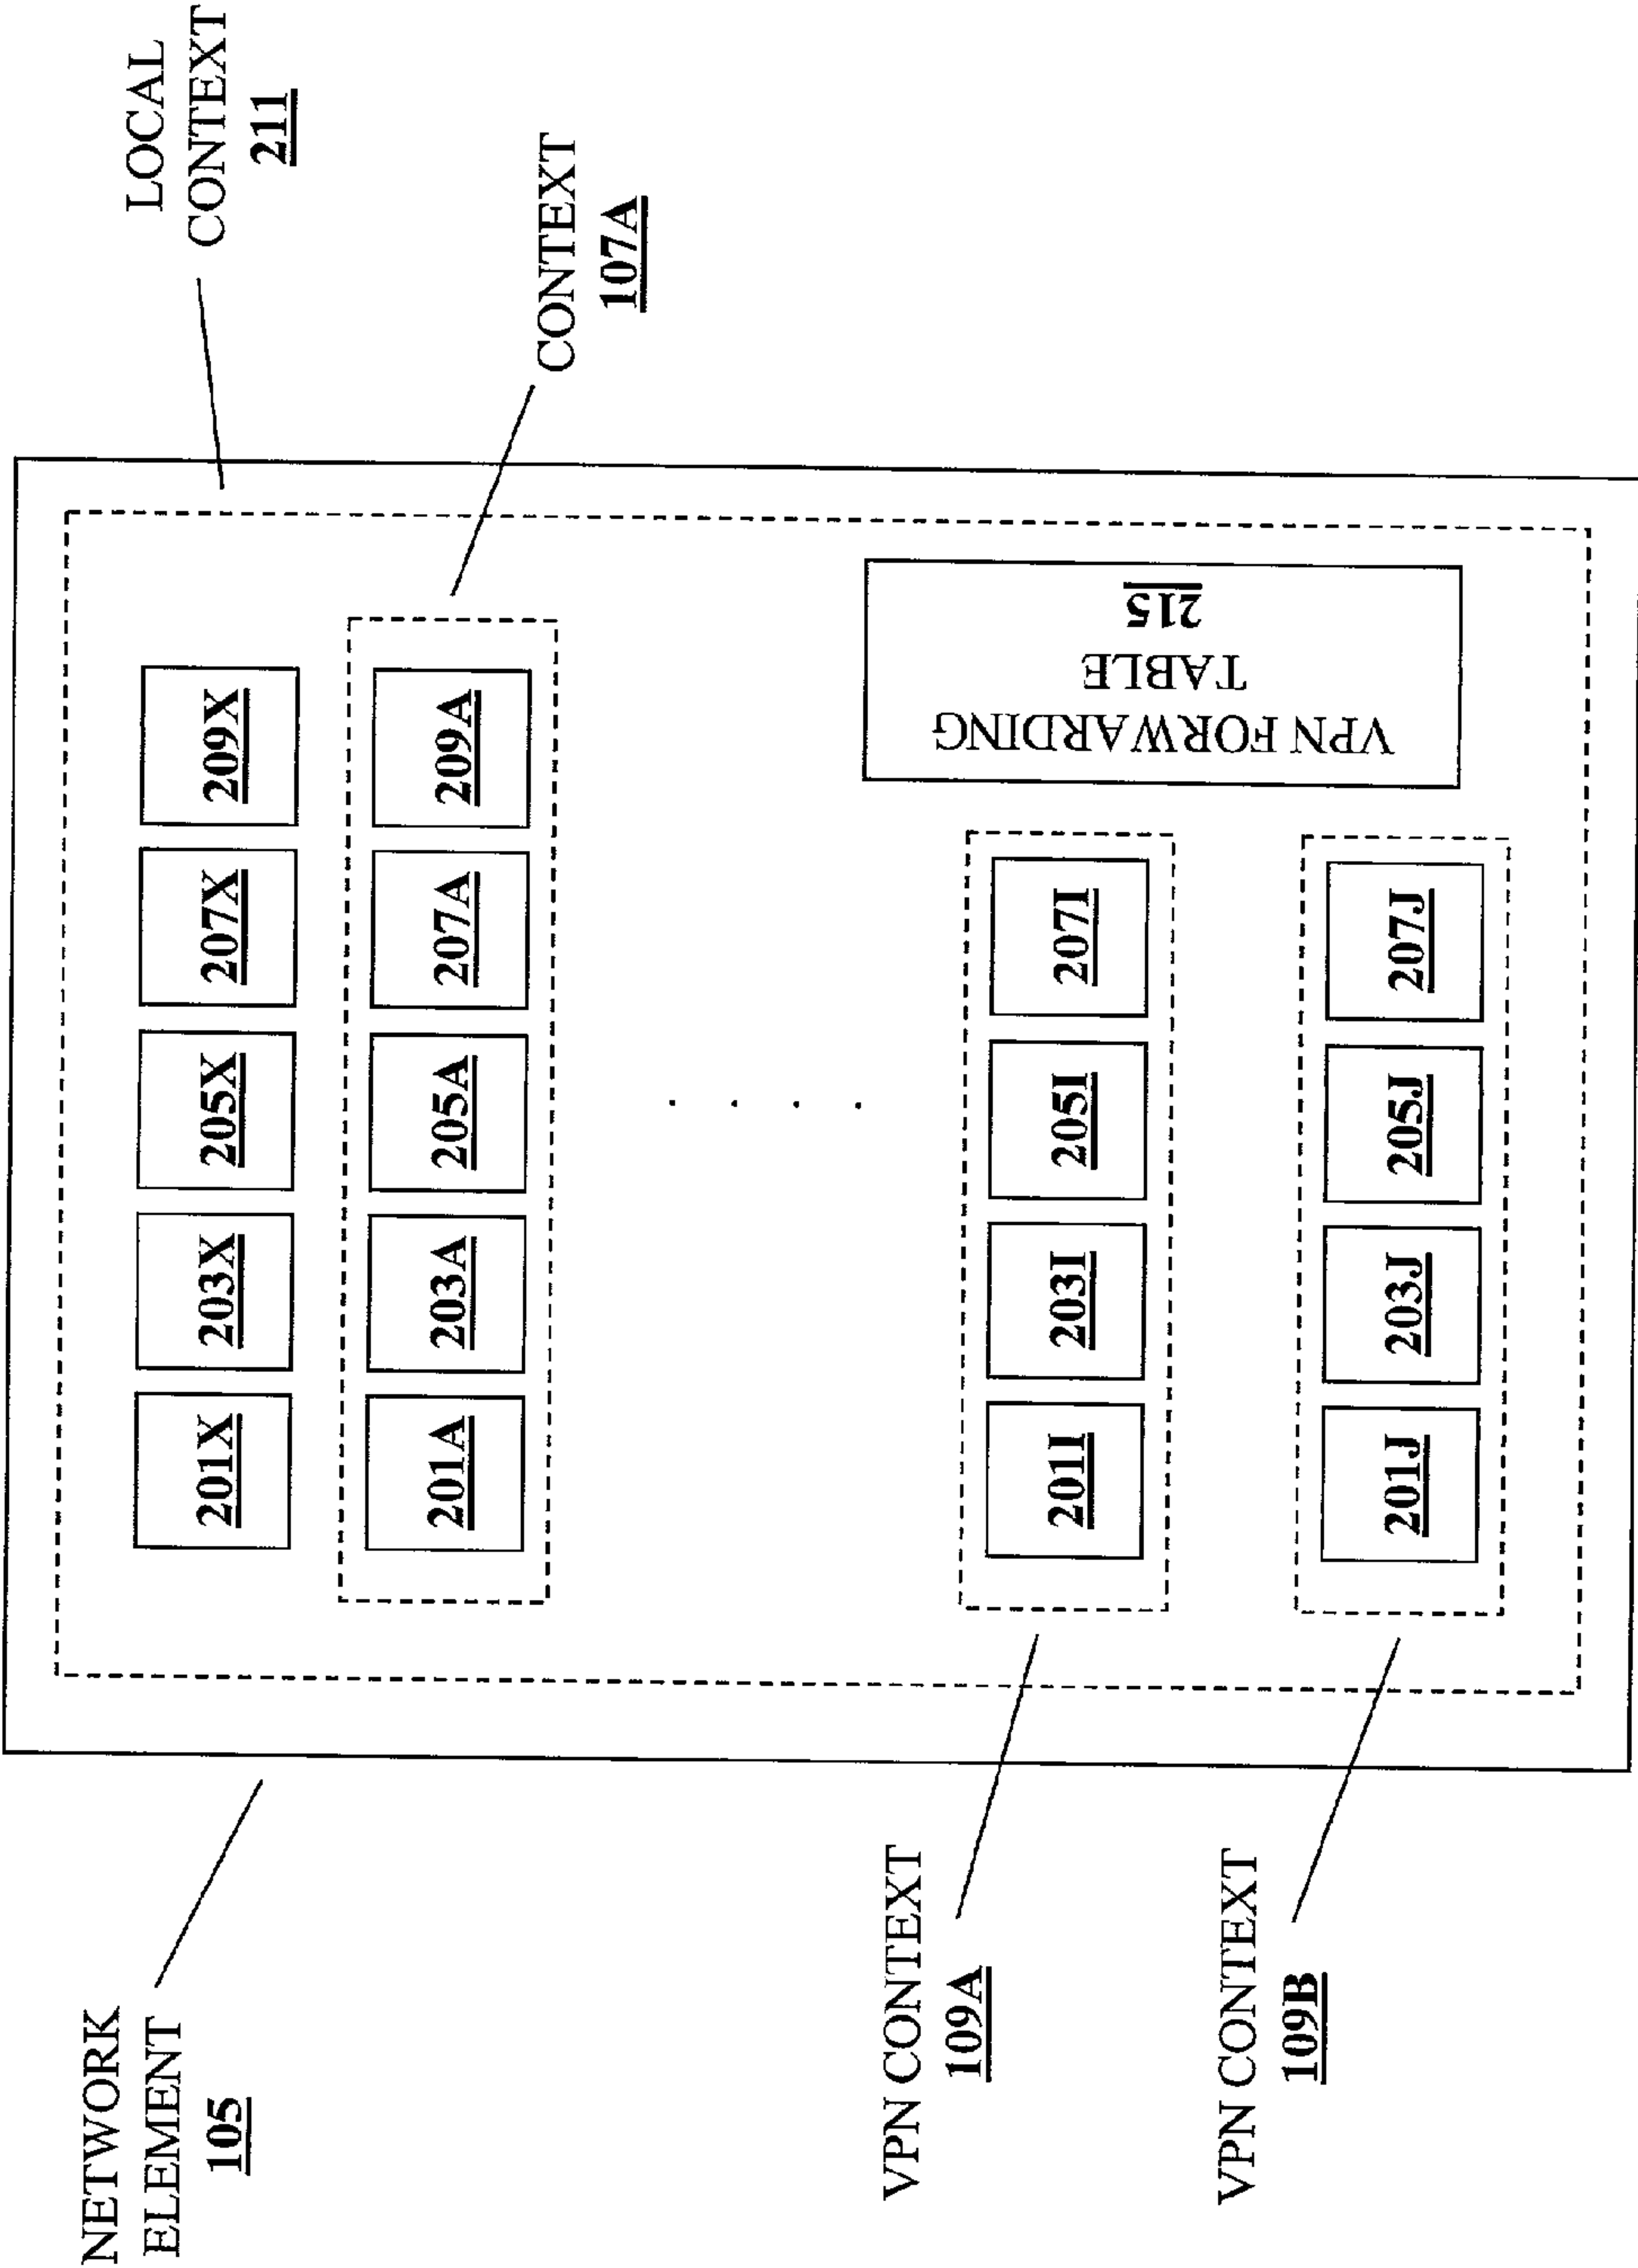 LOCAL
CONTEXT
211
CONTEXT
107A
NETWORK
ELEMENT
105
201X 203X 205X 207X 209X
201A 203A 205A 207A 209A
. . . .
VPN FORWARDING
TABLE
215
VPN CONTEXT
109A
201I 203I 205I 207I
VPN CONTEXT
109B
201J 203J 205J 207J